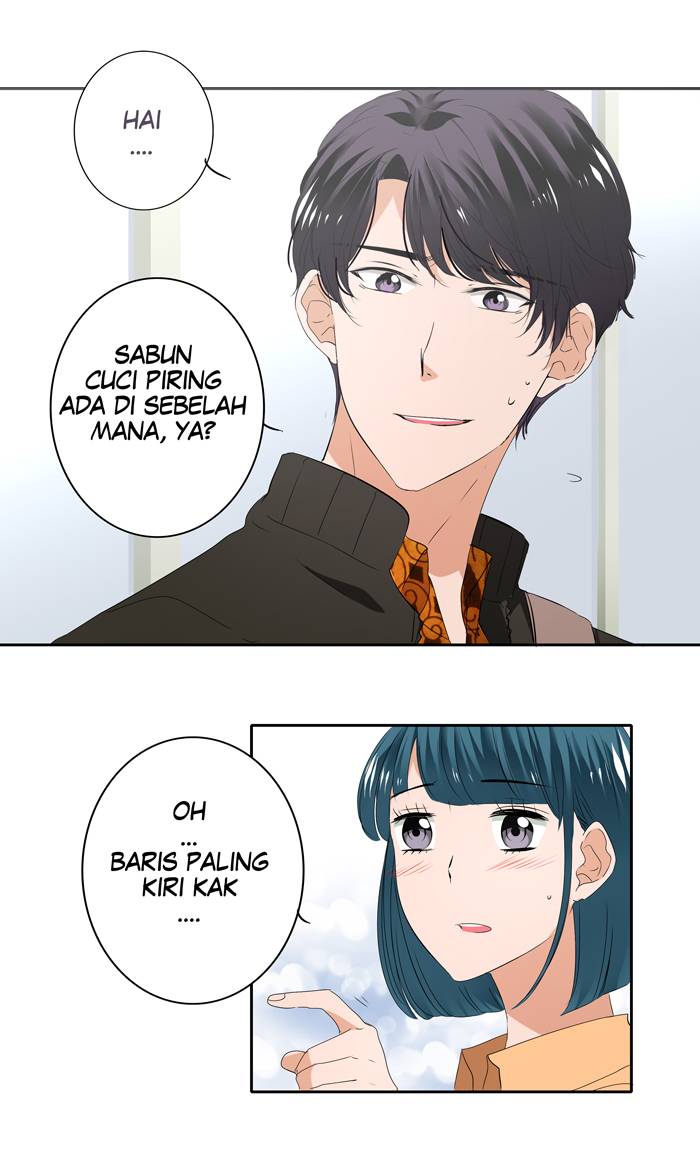 HAI
....
SABUN
CUCI PIRING
ADA DI SEBELAH
MANA, YA?
OH
...
BARIS PALING
KIRI KAK
....